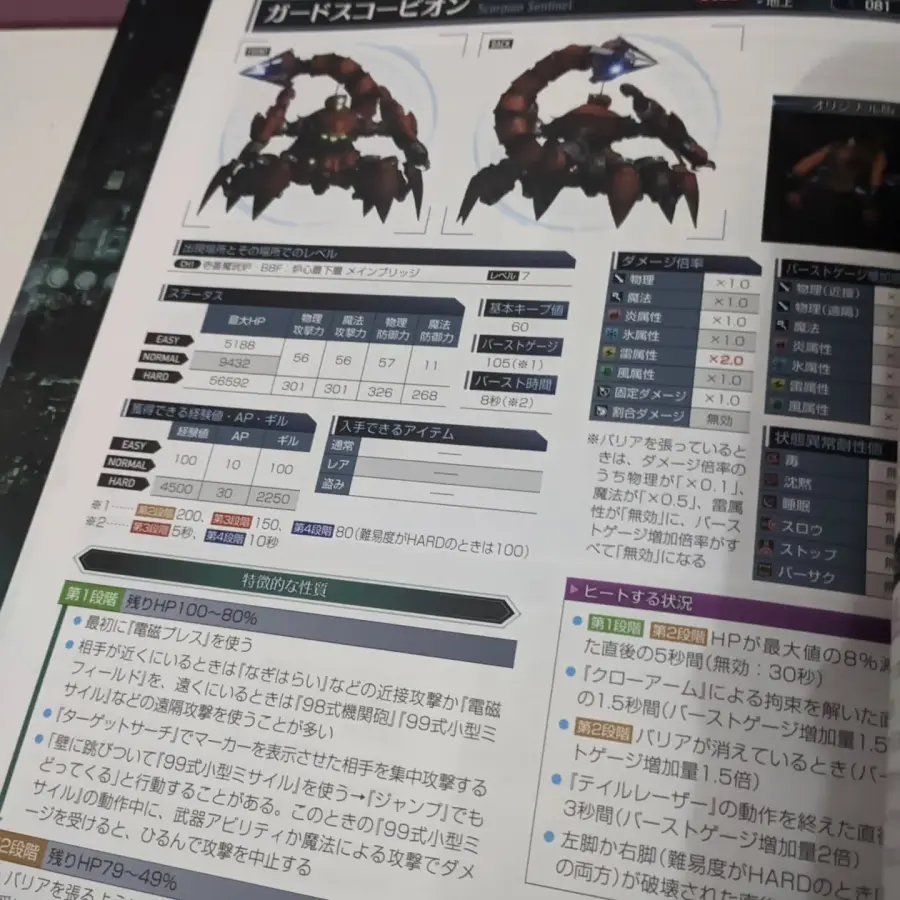 ガードスコーピオン Scorpion Sentinel
地上
081
FRONT
BACK
オリジナル版
出現場所とその場所でのレベル
CH1 壱番魔晄炉 B8F:炉心最下層 メインブリッジ
レベル 7
ステータス
最大HP 物理攻撃力 魔法攻撃力 物理防御力 魔法防御力
EASY 5188
NORMAL 9432
56 56 57 11
HARD 56592 301 301 326 268
基本キープ値
60
バーストゲージ
105(※1)
バースト時間
8秒(※2)
獲得できる経験値・AP・ギル
経験値 AP ギル
EASY
NORMAL
100 10 100
HARD 4500 30 2250
入手できるアイテム
通常 ―
レア ―
盗み ―
※1……第2段階 200、第3段階 150、第4段階 80(難易度がHARDのときは100)
※2……第3段階 5秒、第4段階 10秒
ダメージ倍率
物理 ×1.0
魔法 ×1.0
炎属性 ×1.0
氷属性 ×1.0
雷属性 ×2.0
風属性 ×1.0
固定ダメージ ×1.0
割合ダメージ 無効
※バリアを張っていると
きは、ダメージ倍率の
うち物理が「×0.1」、
魔法が「×0.5」、雷属
性が「無効」に、バース
トゲージ増加倍率がす
べて「無効」になる
バーストゲージ増加
物理(近接)
物理(遠隔)
魔法
炎属性
氷属性
雷属性
風属性
状態異常耐性値
毒
沈黙
睡眠
スロウ
ストップ
バーサク
特徴的な性質
第1段階 残りHP100~80%
●最初に『電磁プレス』を使う
●相手が近くにいるときは『なぎはらい』などの近接攻撃か『電磁
フィールド』を、遠くにいるときは『98式機関砲』『99式小型ミ
サイル』などの遠隔攻撃を使うことが多い
●『ターゲットサーチ』でマーカーを表示させた相手を集中攻撃する
●「壁に跳びついて『99式小型ミサイル』を使う→『ジャンプ』でも
どってくる」と行動することがある。このときの『99式小型ミ
サイル』の動作中に、武器アビリティか魔法による攻撃でダメ
ージを受けると、ひるんで攻撃を中止する
2段階 残りHP79~49%
バリアを張る
▶ヒートする状況
●第1段階 第2段階 HPが最大値の8%
た直後の5秒間(無効:30秒)
●『クローアーム』による拘束を解いた
の1.5秒間(バーストゲージ増加量1.5
●第2段階 バリアが消えているとき(バー
トゲージ増加量1.5倍)
●『テイルレーザー』の動作を終えた直
3秒間(バーストゲージ増加量2倍)
●左脚か右脚(難易度がHARDのとき
の両方)が破壊された直